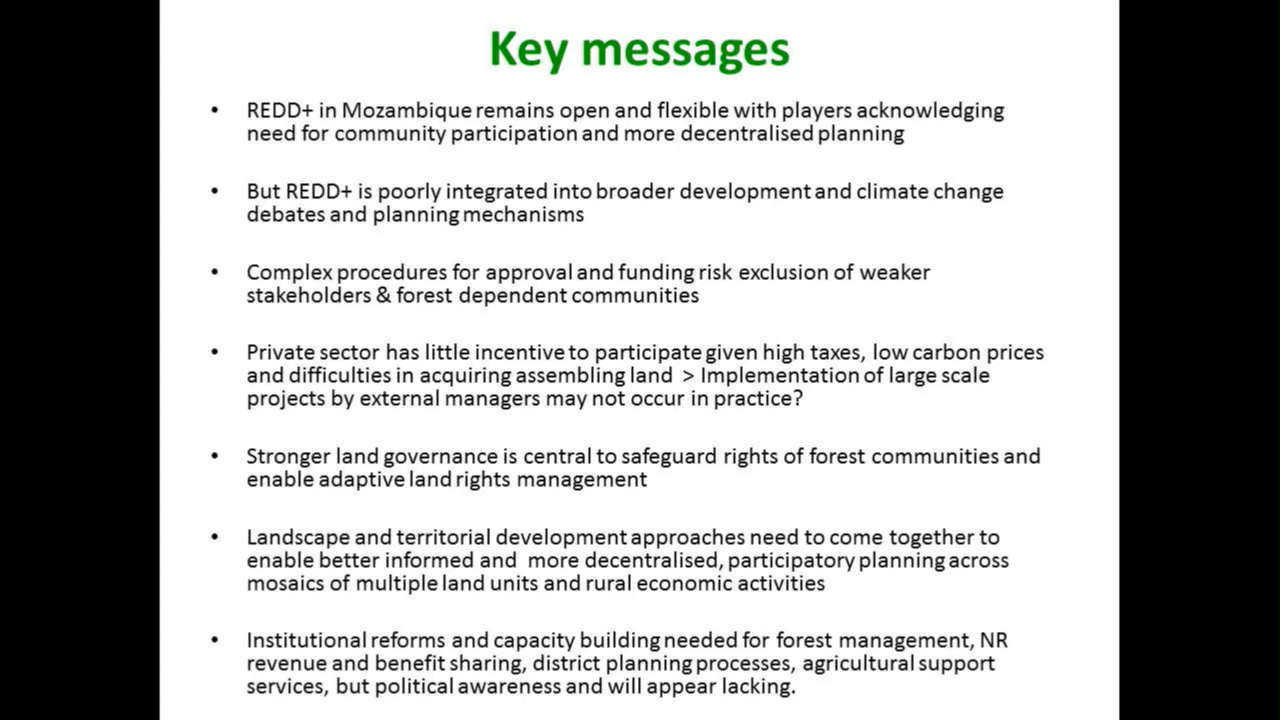 Key messages
• REDD+ in Mozambique remains open and flexible with players acknowledging
need for community participation and more decentralised planning
• But REDD+ is poorly integrated into broader development and climate change
debates and planning mechanisms
• Complex procedures for approval and funding risk exclusion of weaker
stakeholders & forest dependent communities
• Private sector has little incentive to participate given high taxes, low carbon prices
and difficulties in acquiring assembling land > Implementation of large scale
projects by external managers may not occur in practice?
• Stronger land governance is central to safeguard rights of forest communities and
enable adaptive land rights management
• Landscape and territorial development approaches need to come together to
enable better informed and more decentralised, participatory planning across
mosaics of multiple land units and rural economic activities
• Institutional reforms and capacity building needed for forest management, NR
revenue and benefit sharing, district planning processes, agricultural support
services, but political awareness and will appear lacking.